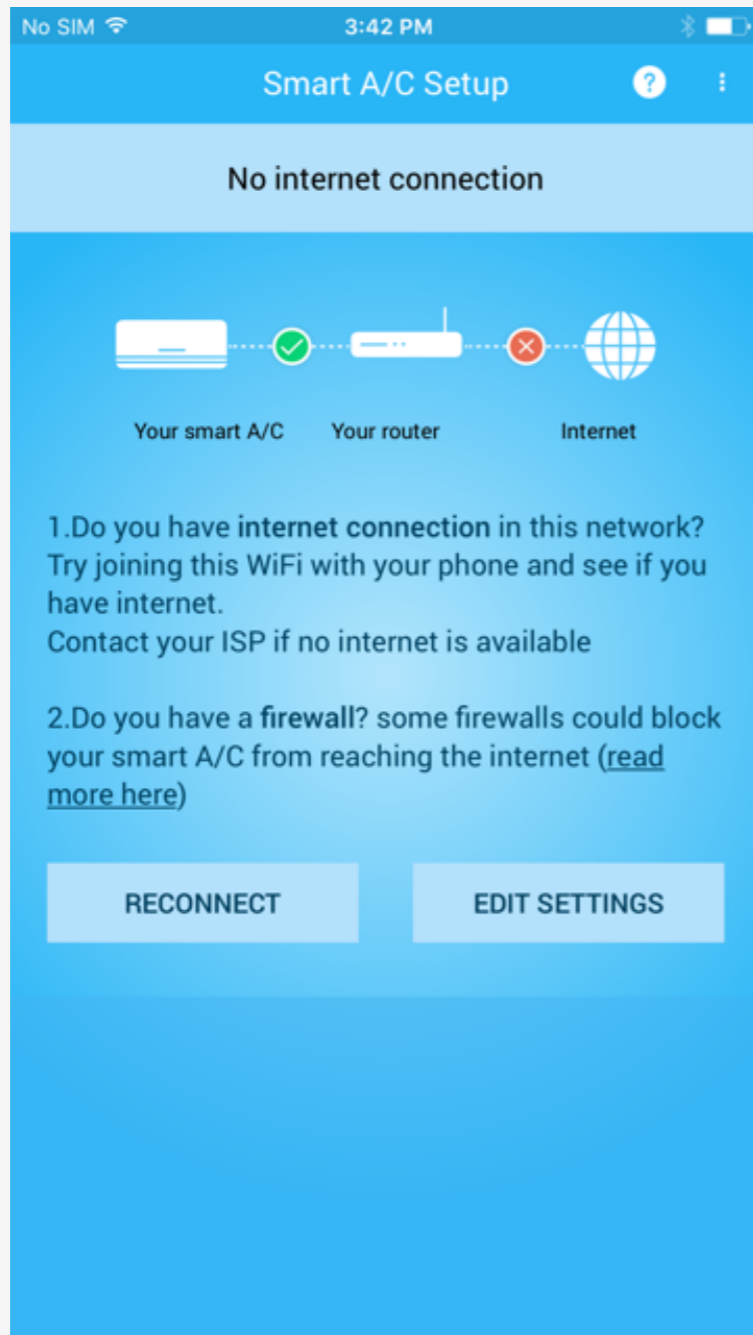 No SIM 3:42 PM
Smart A/C Setup ?
No internet connection
Your smart A/C Your router Internet
1.Do you have internet connection in this network?
Try joining this WiFi with your phone and see if you
have internet.
Contact your ISP if no internet is available
2.Do you have a firewall? some firewalls could block
your smart A/C from reaching the internet (read
more here)
RECONNECT EDIT SETTINGS